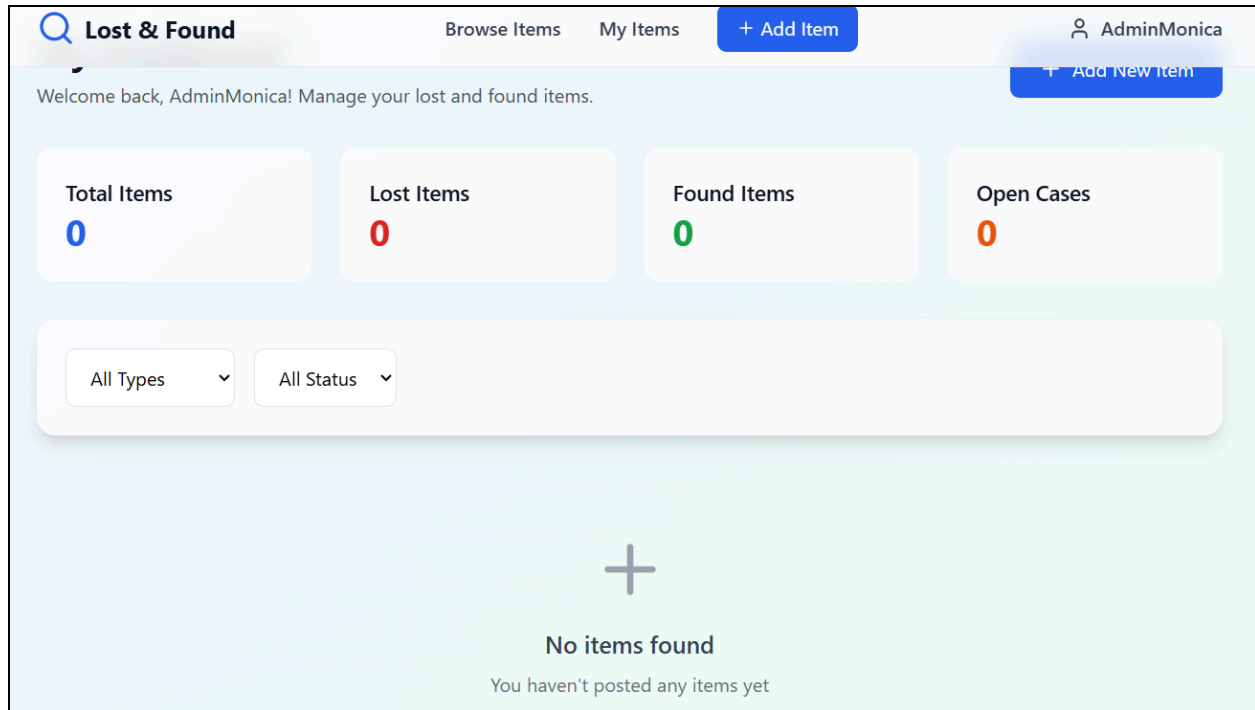 Lost & Found Browse Items My Items + Add Item AdminMonica
+ Add New Item
Welcome back, AdminMonica! Manage your lost and found items.
Total Items Lost Items Found Items Open Cases
0 0 0 0
All Types All Status
No items found
You haven't posted any items yet